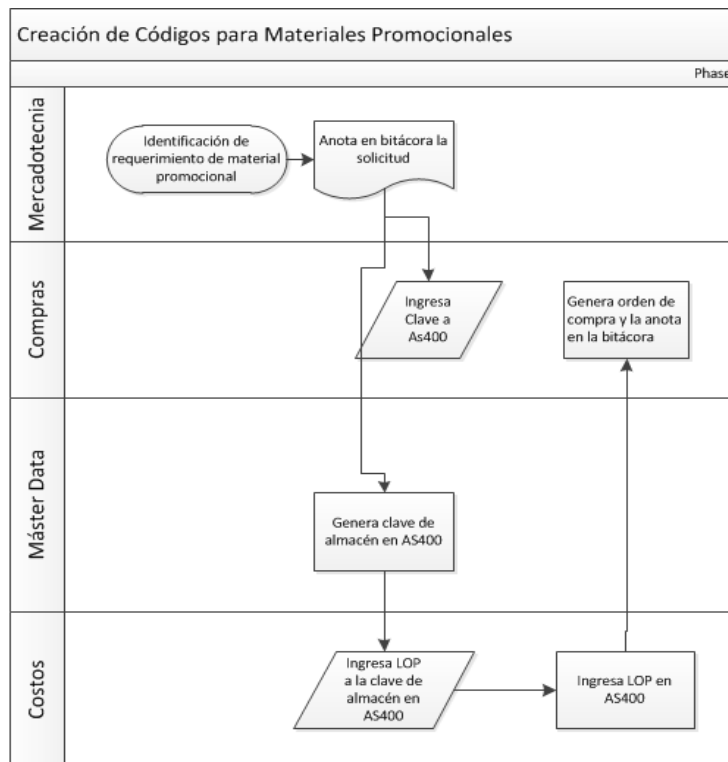 Creación de Códigos para Materiales Promocionales
Phase
Mercadotecnia
Identificación de
requerimiento de material
promocional
Anota en bitácora la
solicitud
Compras
Ingresa
Clave a
As400
Genera orden de
compra y la anota
en la bitácora
Máster Data
Genera clave de
almacén en AS400
Costos
Ingresa LOP
a la clave de
almacén en
AS400
Ingresa LOP en
AS400